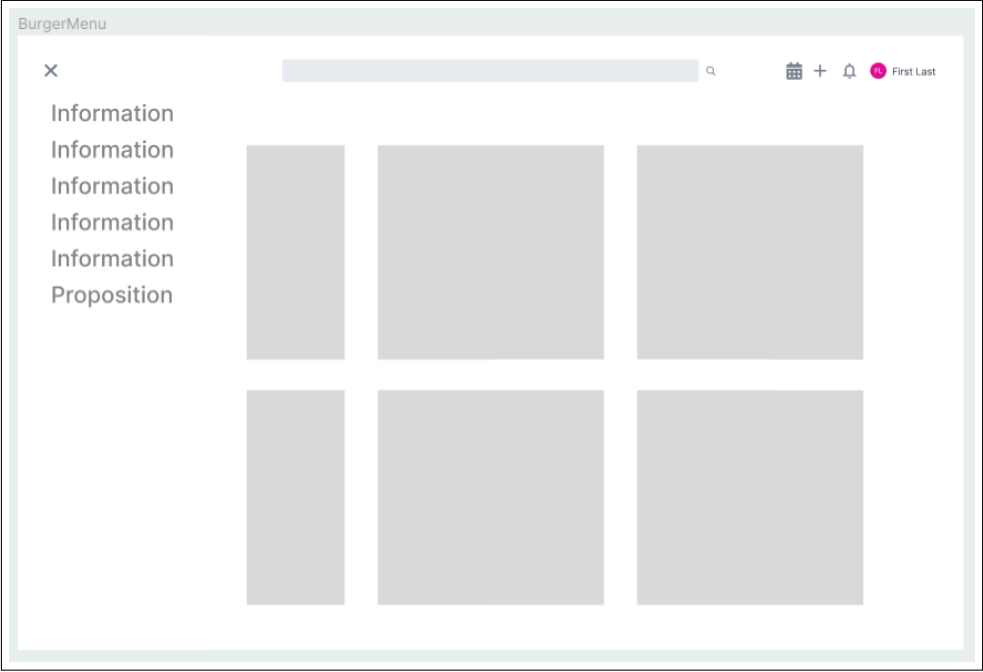 BurgerMenu
FL First Last
Information
Information
Information
Information
Information
Proposition